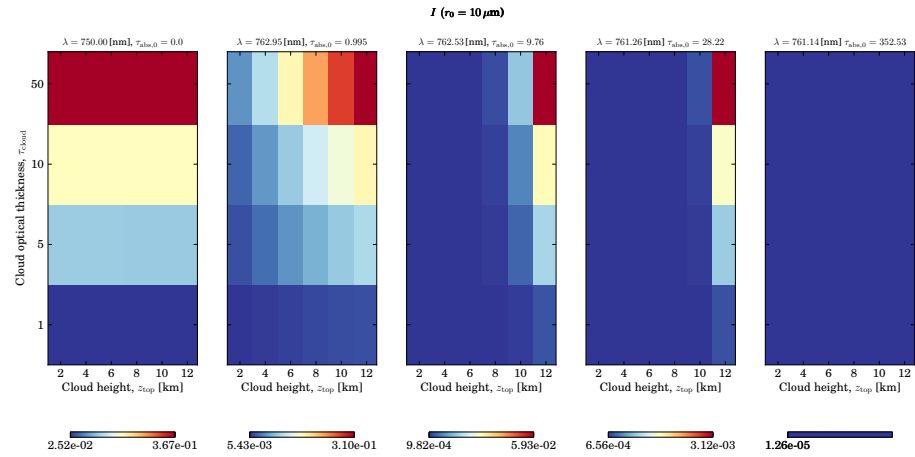 I (r₀ = 10 μm)
λ = 750.00 [nm], τabs,0 = 0.0
λ = 762.95 [nm], τabs,0 = 0.995
λ = 762.53 [nm], τabs,0 = 9.76
λ = 761.26 [nm] τabs,0 = 28.22
λ = 761.14 [nm] τabs,0 = 352.53
Cloud optical thickness, τcloud
50
10
5
1
2 4 6 8 10 12
2 4 6 8 10 12
2 4 6 8 10 12
2 4 6 8 10 12
2 4 6 8 10 12
Cloud height, ztop [km]
Cloud height, ztop [km]
Cloud height, ztop [km]
Cloud height, ztop [km]
Cloud height, ztop [km]
2.52e-02 3.67e-01
5.43e-03 3.10e-01
9.82e-04 5.93e-02
6.56e-04 3.12e-03
1.26e-05